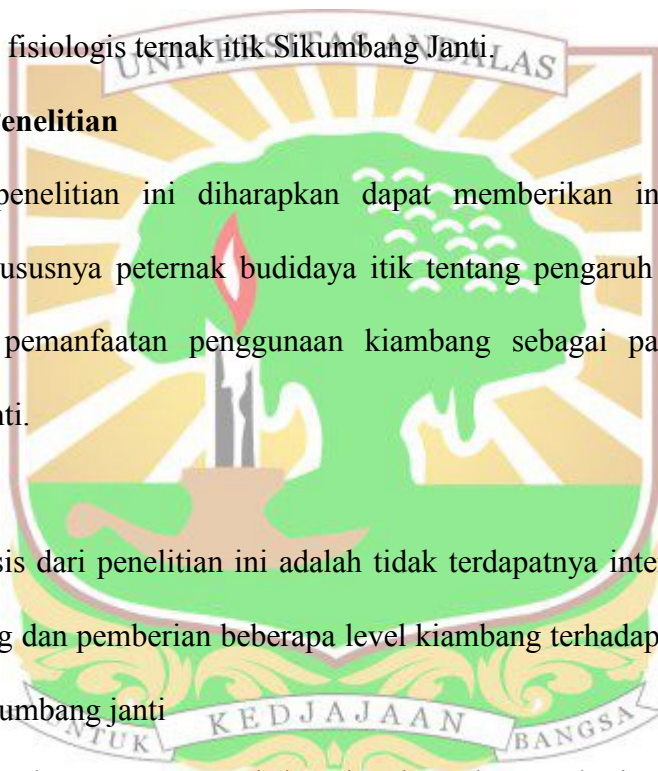 fisiologis ternak itik Sikumbang Janti.
UNIVERSITAS ANDALAS
Penelitian
penelitian ini diharapkan dapat memberikan in
ususnya peternak budidaya itik tentang pengaruh
pemanfaatan penggunaan kiambang sebagai pa
nti.
sis dari penelitian ini adalah tidak terdapatnya inte
g dan pemberian beberapa level kiambang terhadap
umbang janti
UNTUK KEDJAJAAN BANGSA